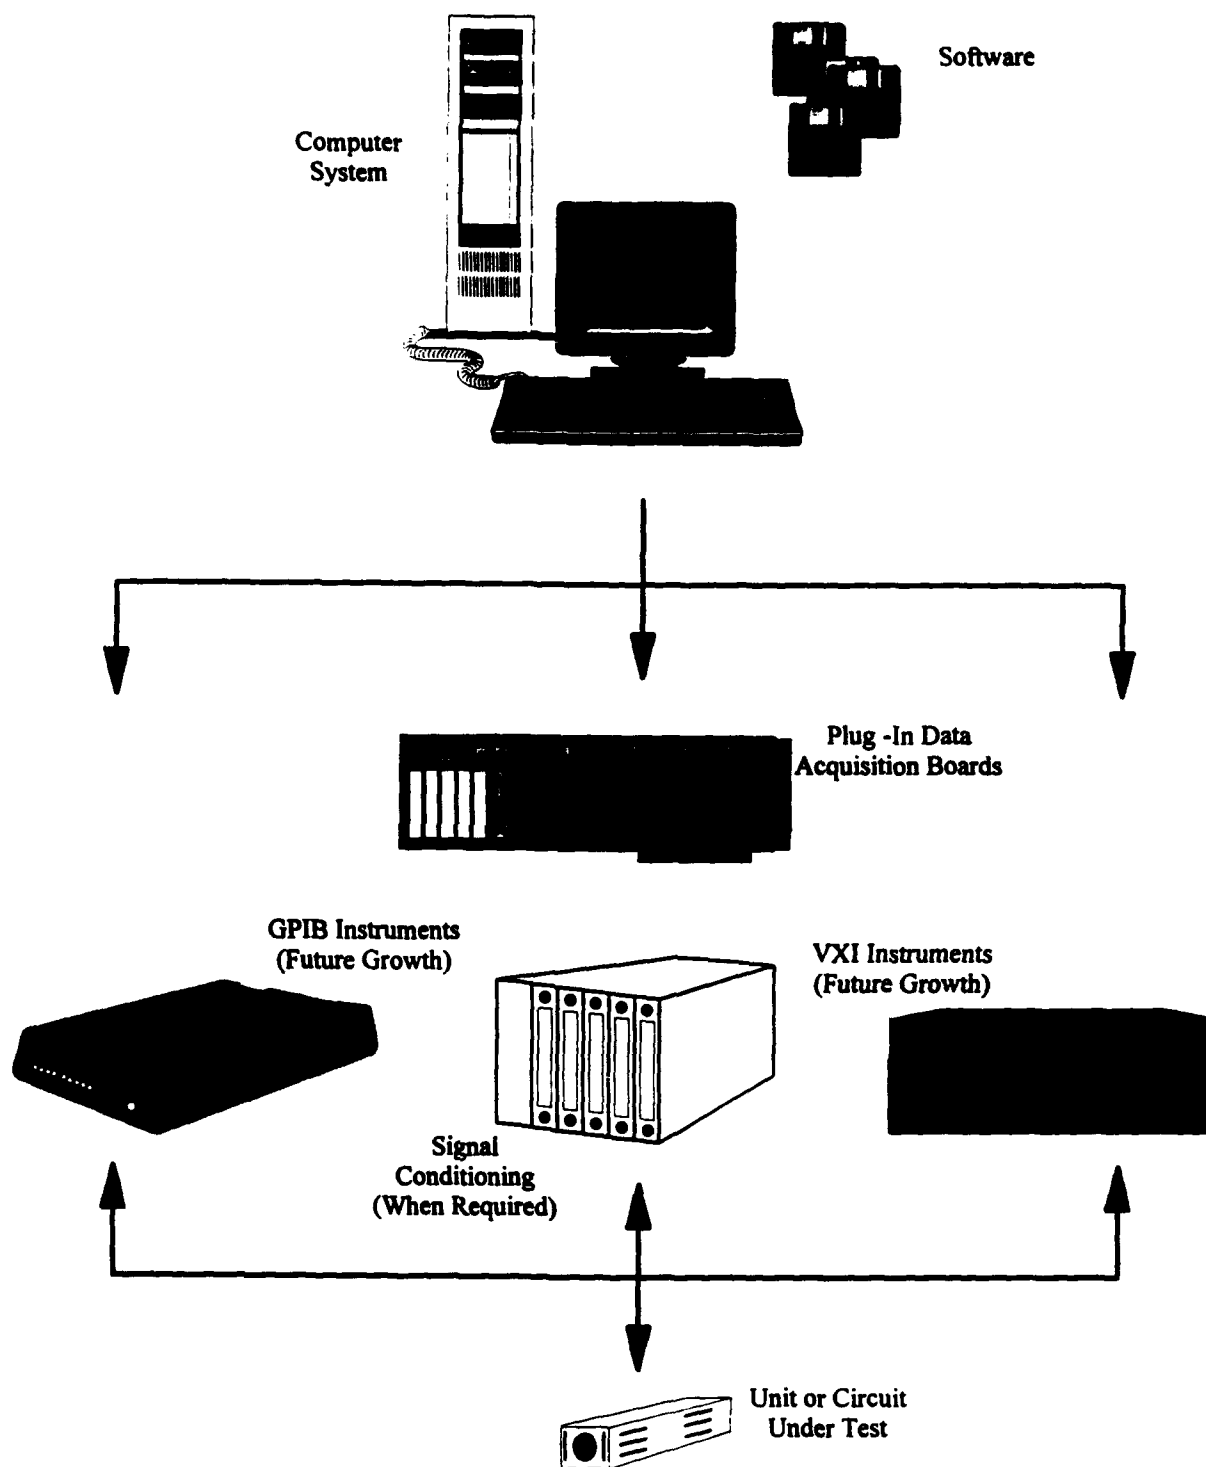 Software
Computer
System
Plug -In Data
Acquisition Boards
GPIB Instruments
(Future Growth)
VXI Instruments
(Future Growth)
Signal
Conditioning
(When Required)
Unit or Circuit
Under Test